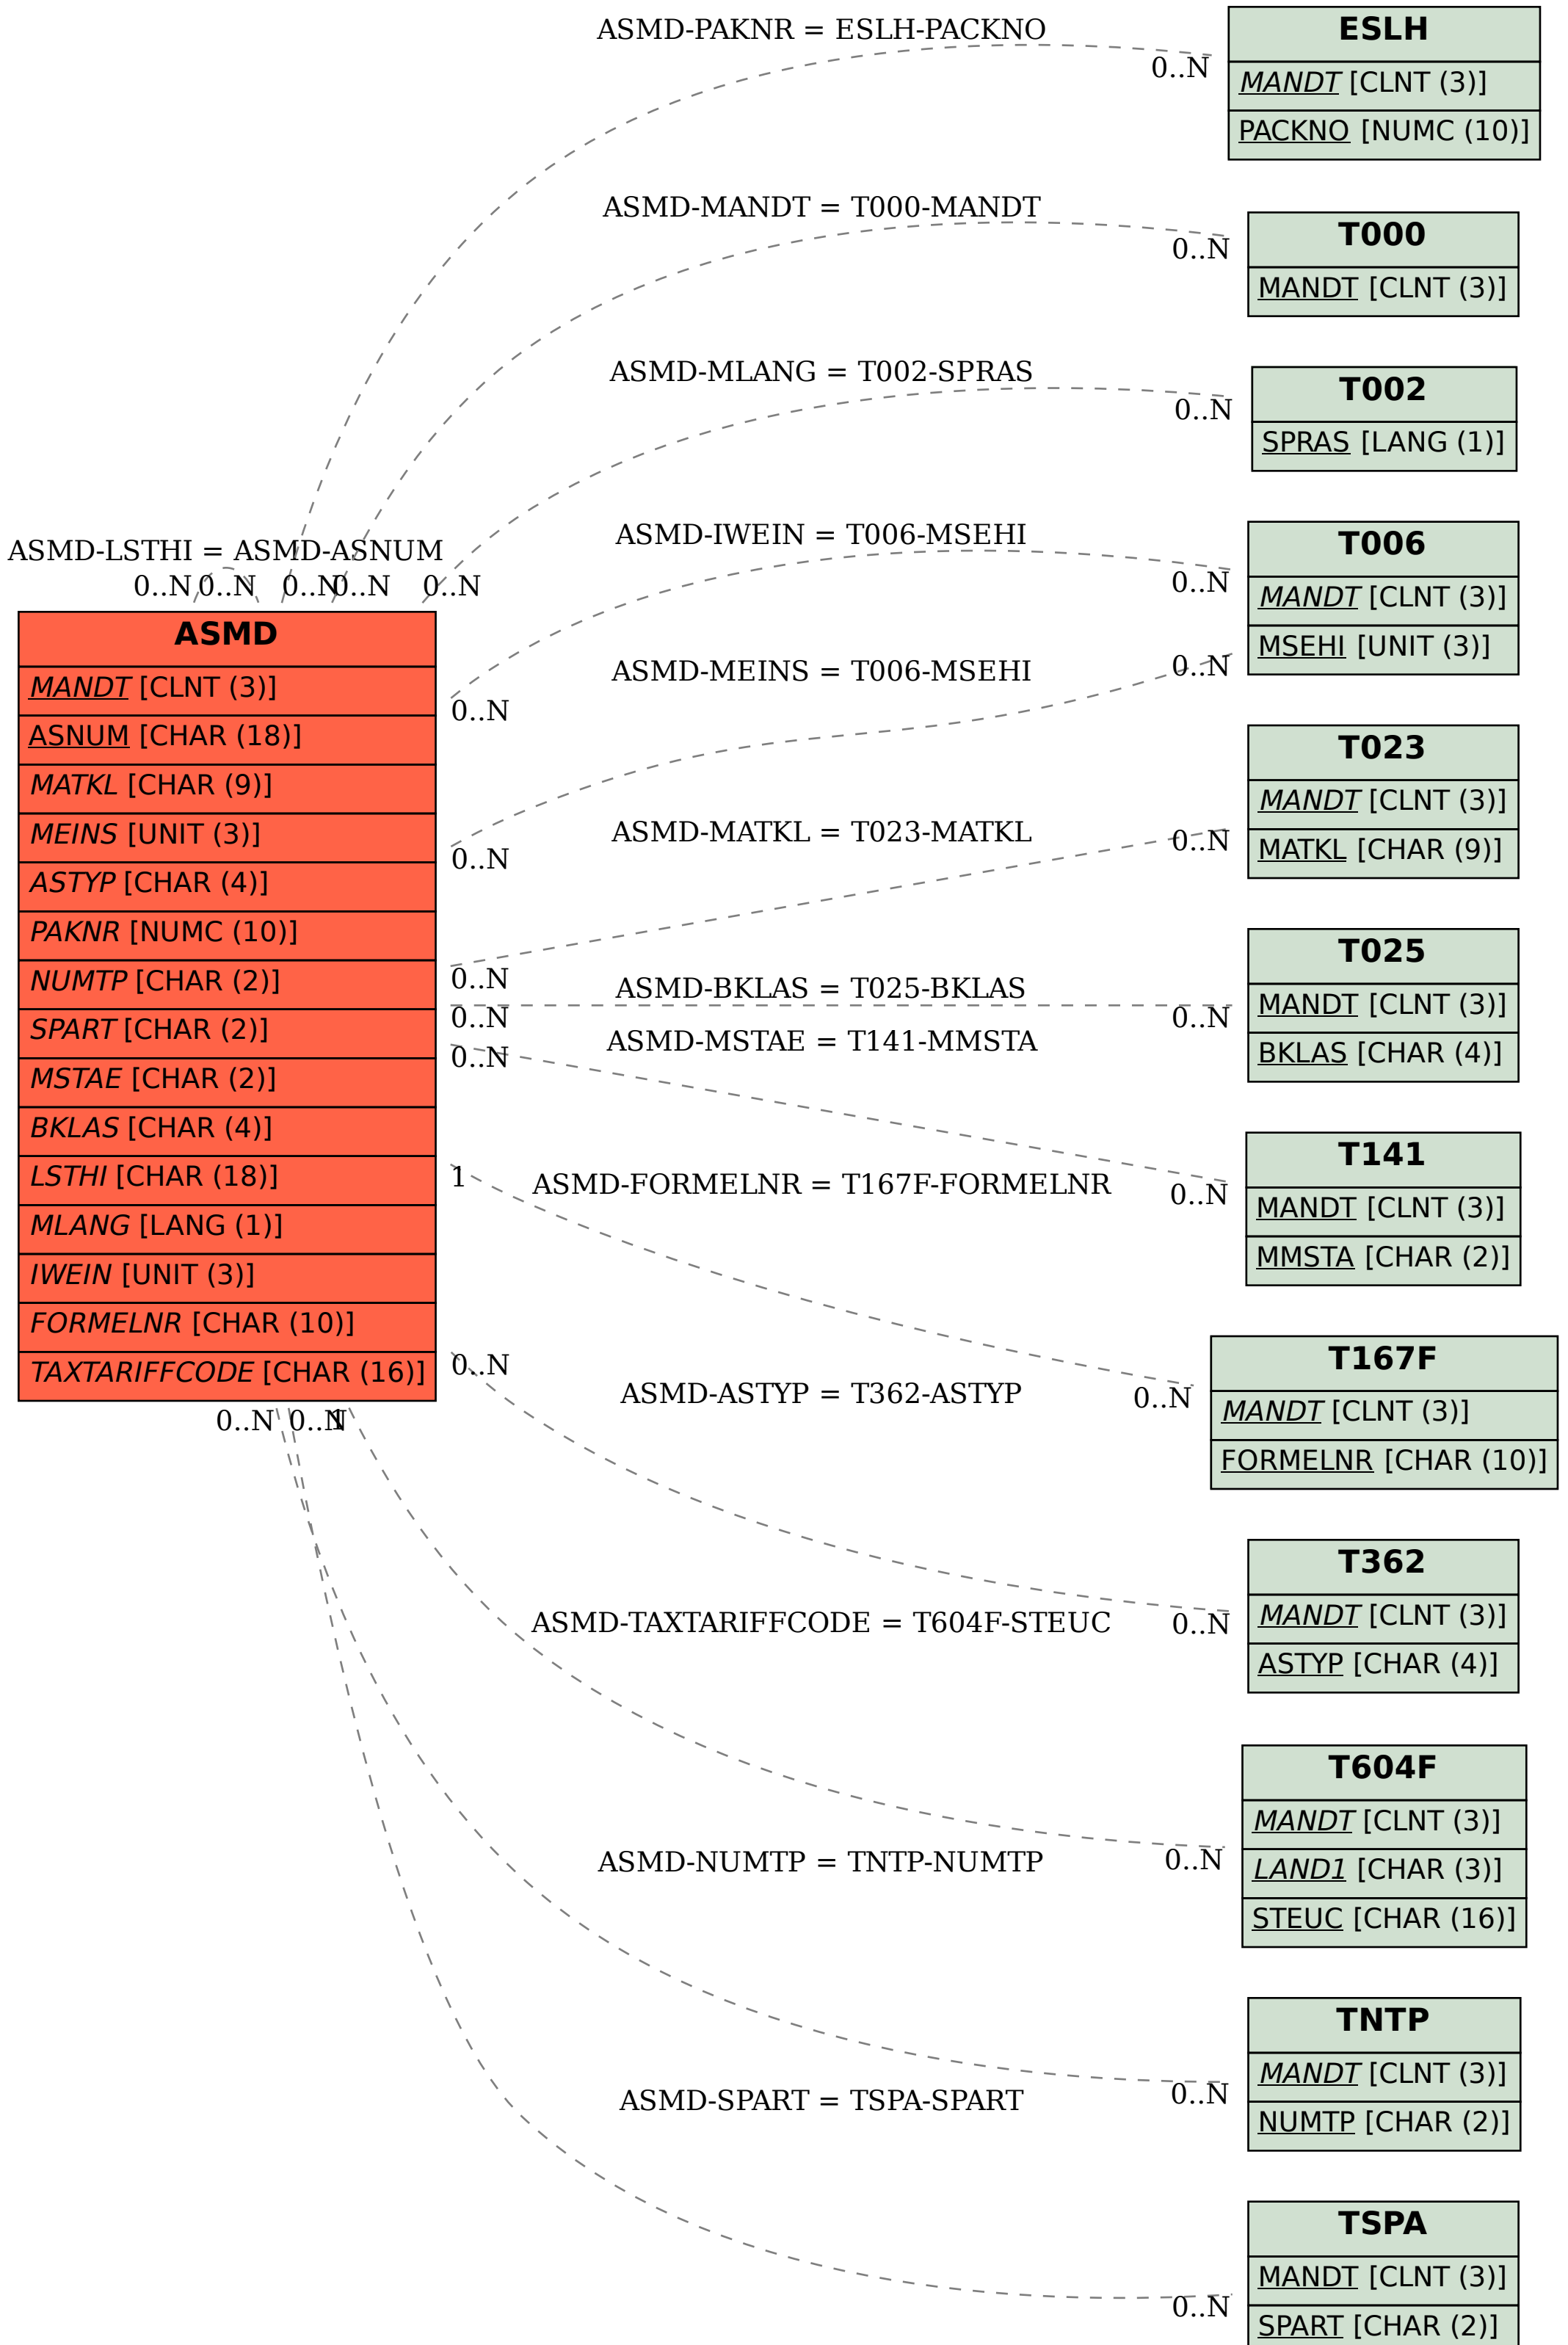 ASMD-PAKNR = ESLH-PACKNO
0..N
ESLH
MANDT [CLNT (3)]
PACKNO [NUMC (10)]
ASMD-MANDT = T000-MANDT
0..N
T000
MANDT [CLNT (3)]
ASMD-MLANG = T002-SPRAS
0..N
T002
SPRAS [LANG (1)]
ASMD-LSTHI = ASMD-ASNUM
0..N 0..N 0..N 0..N 0..N
ASMD
MANDT [CLNT (3)]
ASNUM [CHAR (18)]
MATKL [CHAR (9)]
MEINS [UNIT (3)]
ASTYP [CHAR (4)]
PAKNR [NUMC (10)]
NUMTP [CHAR (2)]
SPART [CHAR (2)]
MSTAE [CHAR (2)]
BKLAS [CHAR (4)]
LSTHI [CHAR (18)]
MLANG [LANG (1)]
IWEIN [UNIT (3)]
FORMELNR [CHAR (10)]
TAXTARIFFCODE [CHAR (16)]
ASMD-IWEIN = T006-MSEHI
0..N
0..N
T006
MANDT [CLNT (3)]
MSEHI [UNIT (3)]
ASMD-MEINS = T006-MSEHI
0..N
0..N
T023
MANDT [CLNT (3)]
MATKL [CHAR (9)]
ASMD-MATKL = T023-MATKL
0..N
0..N
T025
MANDT [CLNT (3)]
BKLAS [CHAR (4)]
ASMD-BKLAS = T025-BKLAS
0..N
0..N
ASMD-MSTAE = T141-MMSTA
0..N
0..N
T141
MANDT [CLNT (3)]
MMSTA [CHAR (2)]
ASMD-FORMELNR = T167F-FORMELNR
1
0..N
T167F
MANDT [CLNT (3)]
FORMELNR [CHAR (10)]
ASMD-ASTYP = T362-ASTYP
0..N
0..N
T362
MANDT [CLNT (3)]
ASTYP [CHAR (4)]
0..N 0..N 1
ASMD-TAXTARIFFCODE = T604F-STEUC
0..N
T604F
MANDT [CLNT (3)]
LAND1 [CHAR (3)]
STEUC [CHAR (16)]
ASMD-NUMTP = TNTP-NUMTP
0..N
TNTP
MANDT [CLNT (3)]
NUMTP [CHAR (2)]
ASMD-SPART = TSPA-SPART
0..N
TSPA
MANDT [CLNT (3)]
SPART [CHAR (2)]